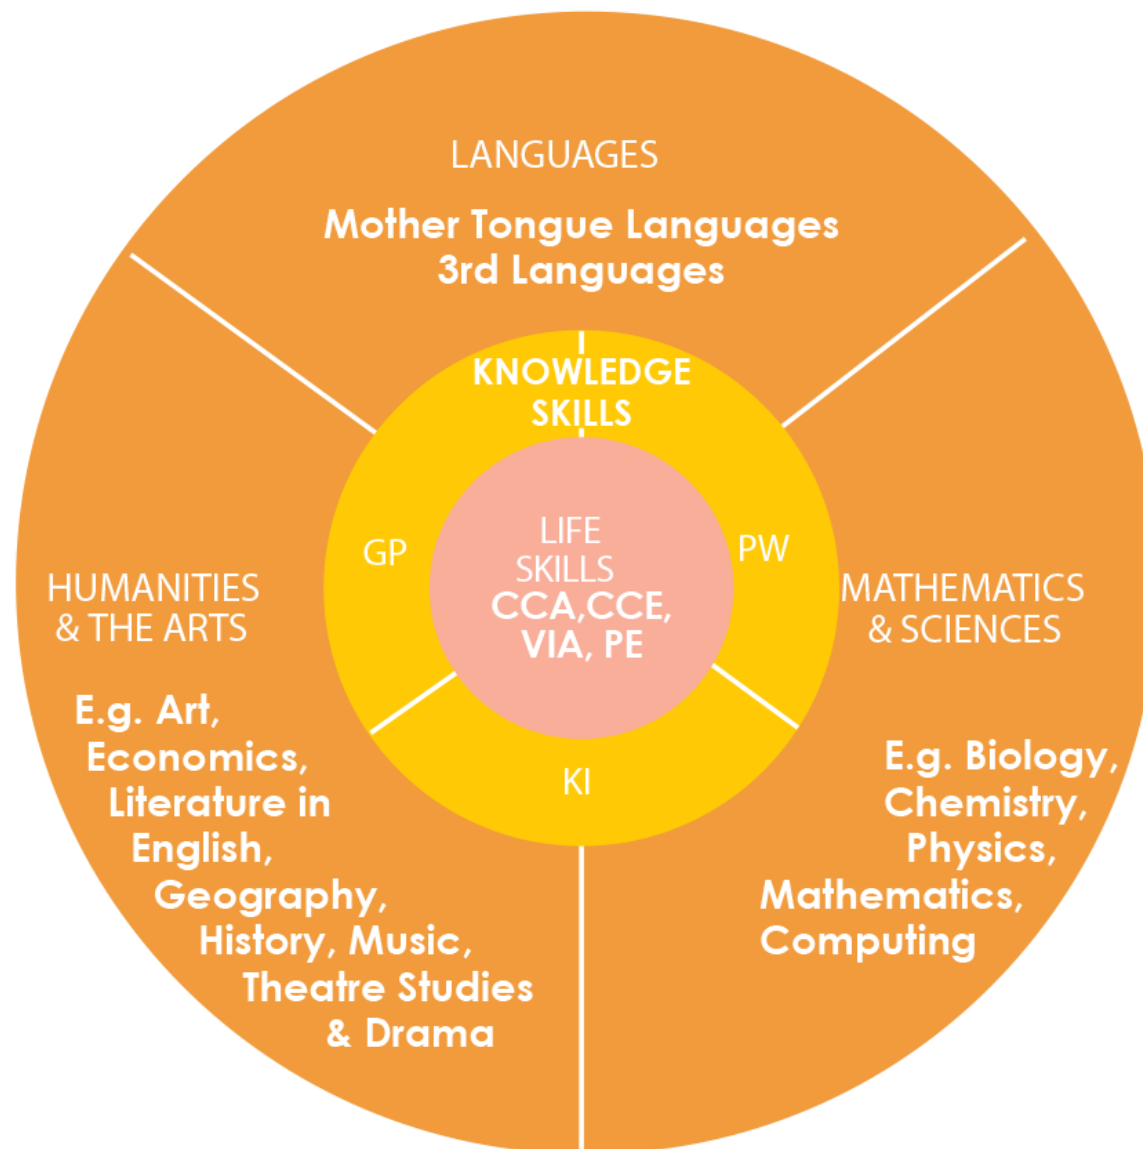 LANGUAGES
Mother Tongue Languages
3rd Languages
KNOWLEDGE
SKILLS
GP
LIFE
SKILLS
CCA,CCE,
VIA, PE
PW
KI
HUMANITIES
& THE ARTS
E.g. Art,
Economics,
Literature in
English,
Geography,
History, Music,
Theatre Studies
& Drama
MATHEMATICS
& SCIENCES
E.g. Biology,
Chemistry,
Physics,
Mathematics,
Computing